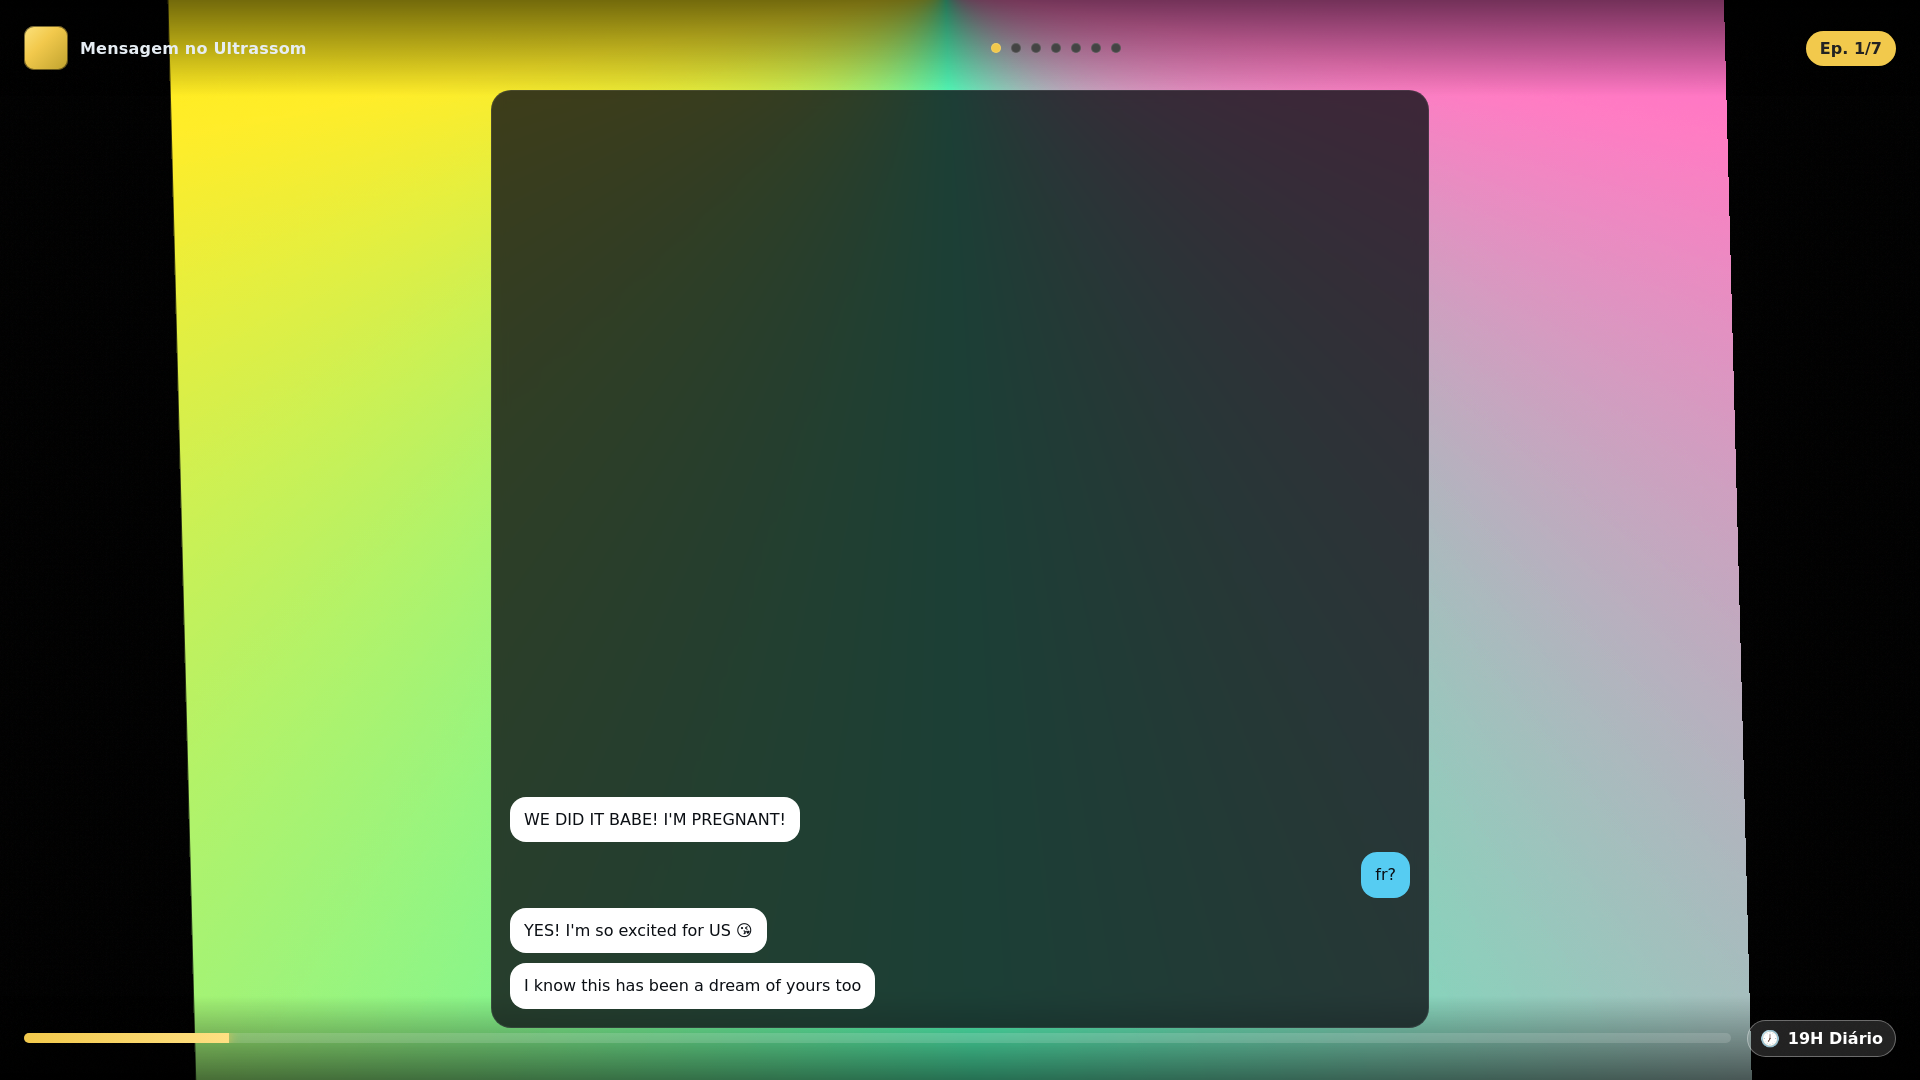 Mensagem no Ultrassom
Ep. 1/7
WE DID IT BABE! I'M PREGNANT!
fr?
YES! I'm so excited for US 😘
I know this has been a dream of yours too
🕖 19H Diário